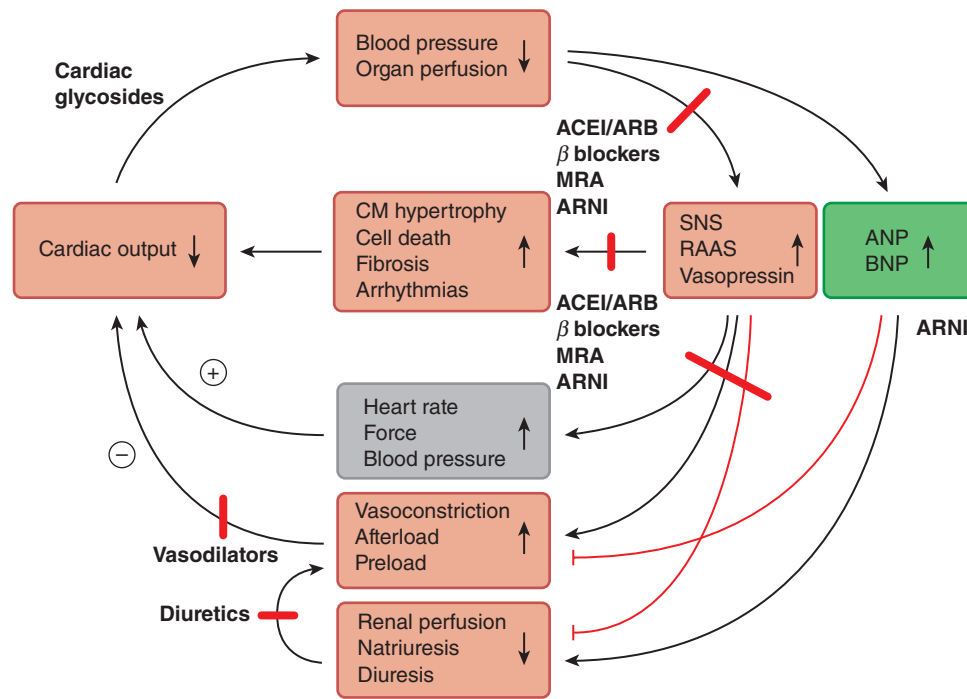 Blood pressure
Organ perfusion
Cardiac
glycosides
ACEI/ARB
β blockers
MRA
ARNI
CM hypertrophy
Cell death
Fibrosis
Arrhythmias
SNS
RAAS
Vasopressin
ANP
BNP
Cardiac output
ACEI/ARB
β blockers
MRA
ARNI
ARNI
+
Heart rate
Force
Blood pressure
−
Vasoconstriction
Afterload
Preload
Vasodilators
Diuretics
Renal perfusion
Natriuresis
Diuresis